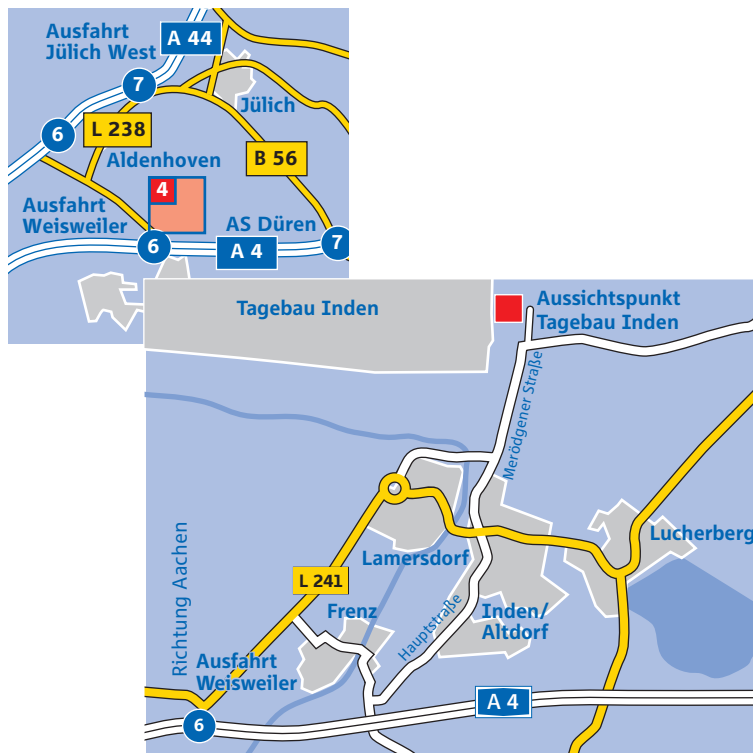 Ausfahrt
Jülich West
A 44
7
6
L 238
Jülich
Aldenhoven
B 56
4
Ausfahrt
Weisweiler
AS Düren
6
A 4
7
Tagebau Inden
Aussichtspunkt
Tagebau Inden
Merödgener Straße
Lamersdorf
Lucherberg
L 241
Richtung Aachen
Frenz
Hauptstraße
Inden/
Altdorf
Ausfahrt
Weisweiler
6
A 4